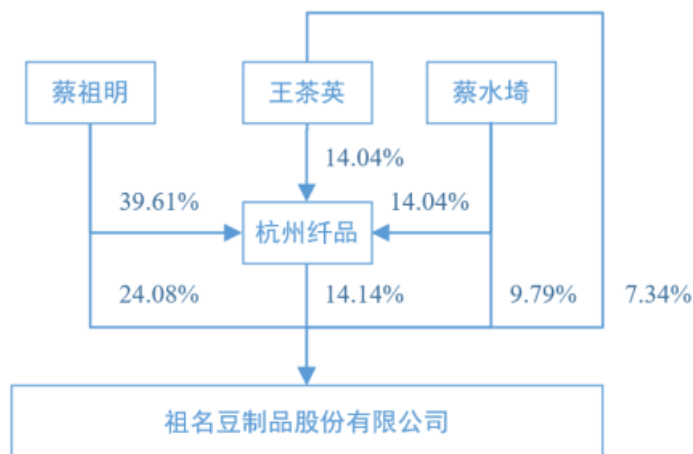 蔡祖明
王茶英
蔡水埼
14.04%
39.61%
14.04%
杭州纤品
24.08%
14.14%
9.79%
7.34%
祖名豆制品股份有限公司